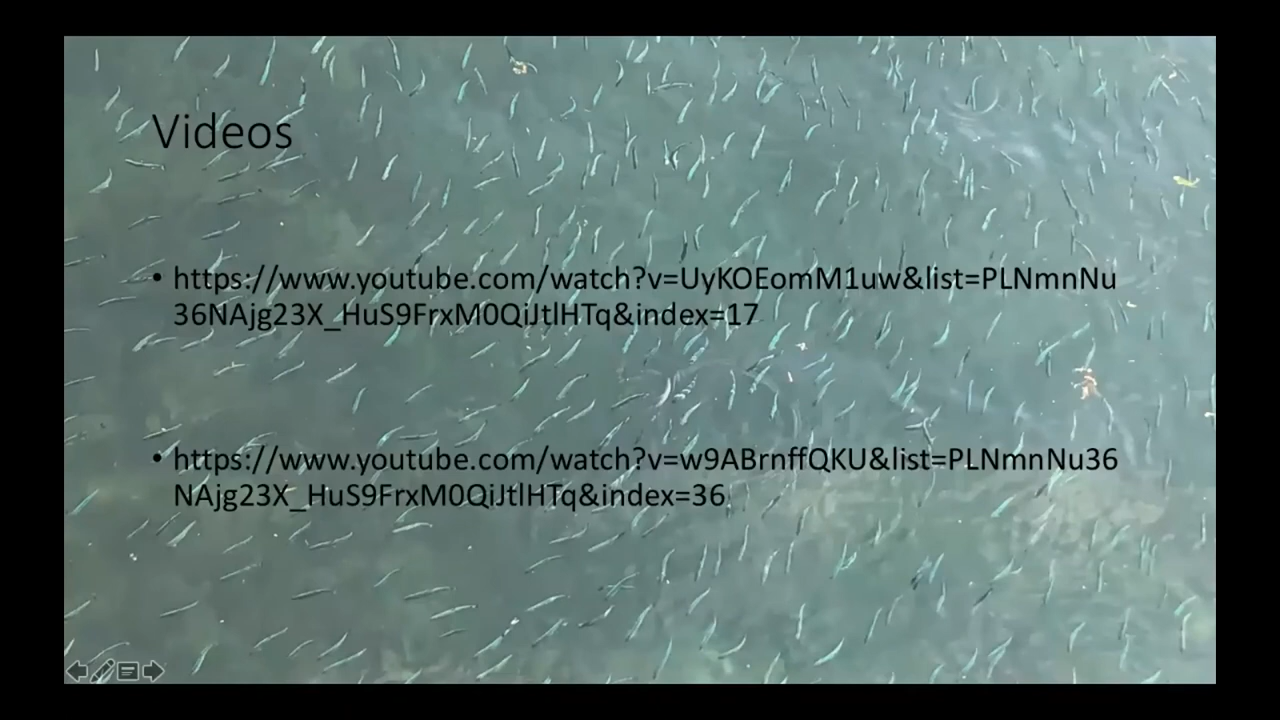 Videos
• https://www.youtube.com/watch?v=UyKOEomM1uw&list=PLNmnNu
36NAjg23X_HuS9FrxM0QiJtlHTq&index=17
• https://www.youtube.com/watch?v=w9ABrnffQKU&list=PLNmnNu36
NAjg23X_HuS9FrxM0QiJtlHTq&index=36